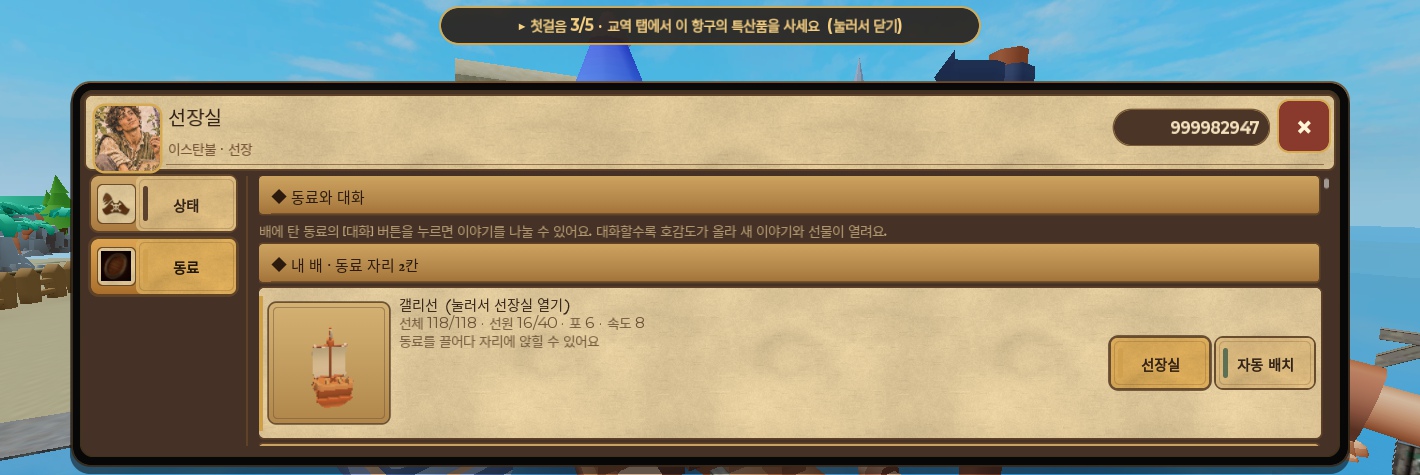 ▸ 첫걸음 3/5 · 교역 탭에서 이 항구의 특산품을 사세요 (눌러서 닫기)
선장실
이스탄불 · 선장
999982947
×
상태
동료
◆ 동료와 대화
배에 탄 동료의 [대화] 버튼을 누르면 이야기를 나눌 수 있어요. 대화할수록 호감도가 올라 새 이야기와 선물이 열려요.
◆ 내 배 · 동료 자리 2칸
갤리선 (눌러서 선장실 열기)
선체 118/118 · 선원 16/40 · 포 6 · 속도 8
동료를 끌어다 자리에 앉힐 수 있어요
선장실
자동 배치